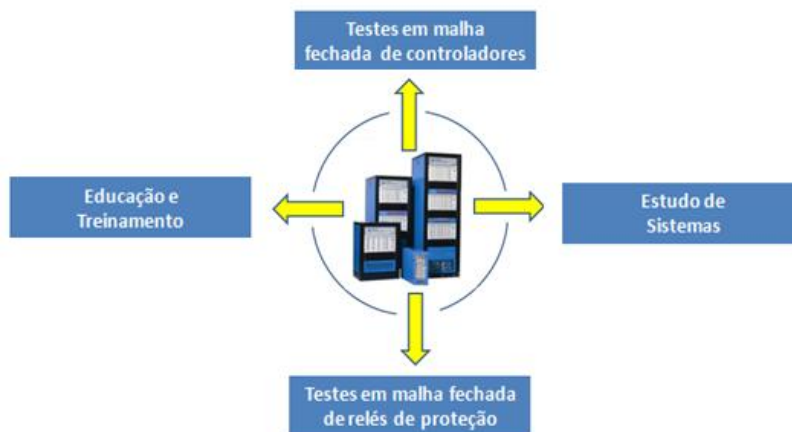 Testes em malha
fechada de controladores
Educação e
Treinamento
Estudo de
Sistemas
Testes em malha fechada
de relés de proteção